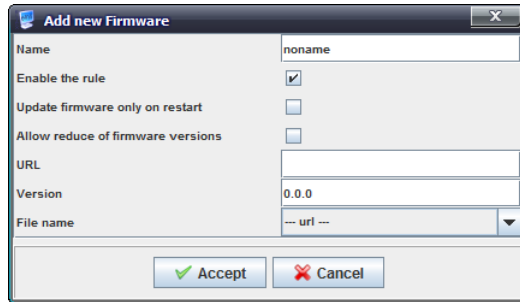 Add new Firmware
Name noname
Enable the rule
Update firmware only on restart
Allow reduce of firmware versions
URL
Version 0.0.0
File name --- url ---
Accept Cancel